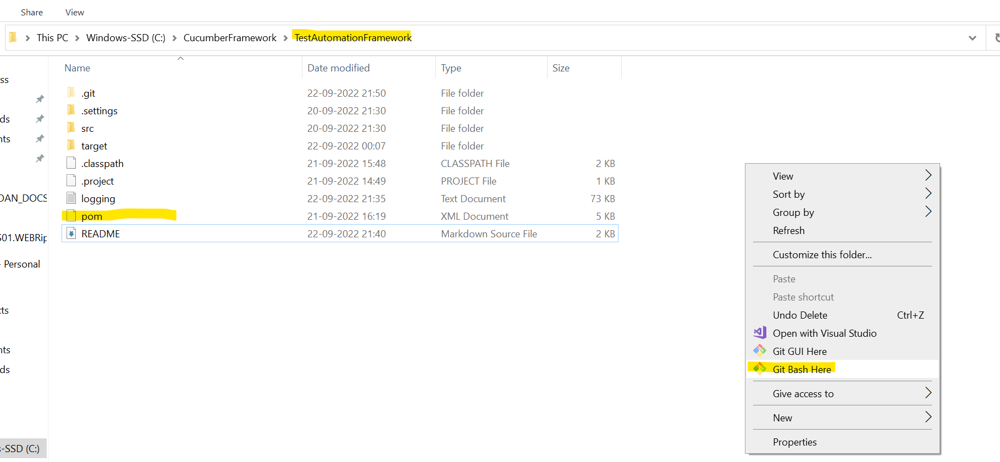 Share View
This PC Windows-SSD (C:) CucumberFramework TestAutomationFramework
Name Date modified Type Size
ss
.git 22-09-2022 21:50 File folder
.settings 20-09-2022 21:30 File folder
ds src 20-09-2022 21:30 File folder
nts target 22-09-2022 00:07 File folder
.classpath 21-09-2022 15:48 CLASSPATH File 2 KB
.project 21-09-2022 14:49 PROJECT File 1 KB
OAN_DOCS logging 22-09-2022 21:35 Text Document 73 KB
pom 21-09-2022 16:19 XML Document 5 KB
S01.WEBRip README 22-09-2022 21:40 Markdown Source File 2 KB
- Personal
cts
nts
ds
s-SSD (C:)
View
Sort by
Group by
Refresh
Customize this folder...
Paste
Paste shortcut
Undo Delete Ctrl+Z
Open with Visual Studio
Git GUI Here
Git Bash Here
Give access to
New
Properties